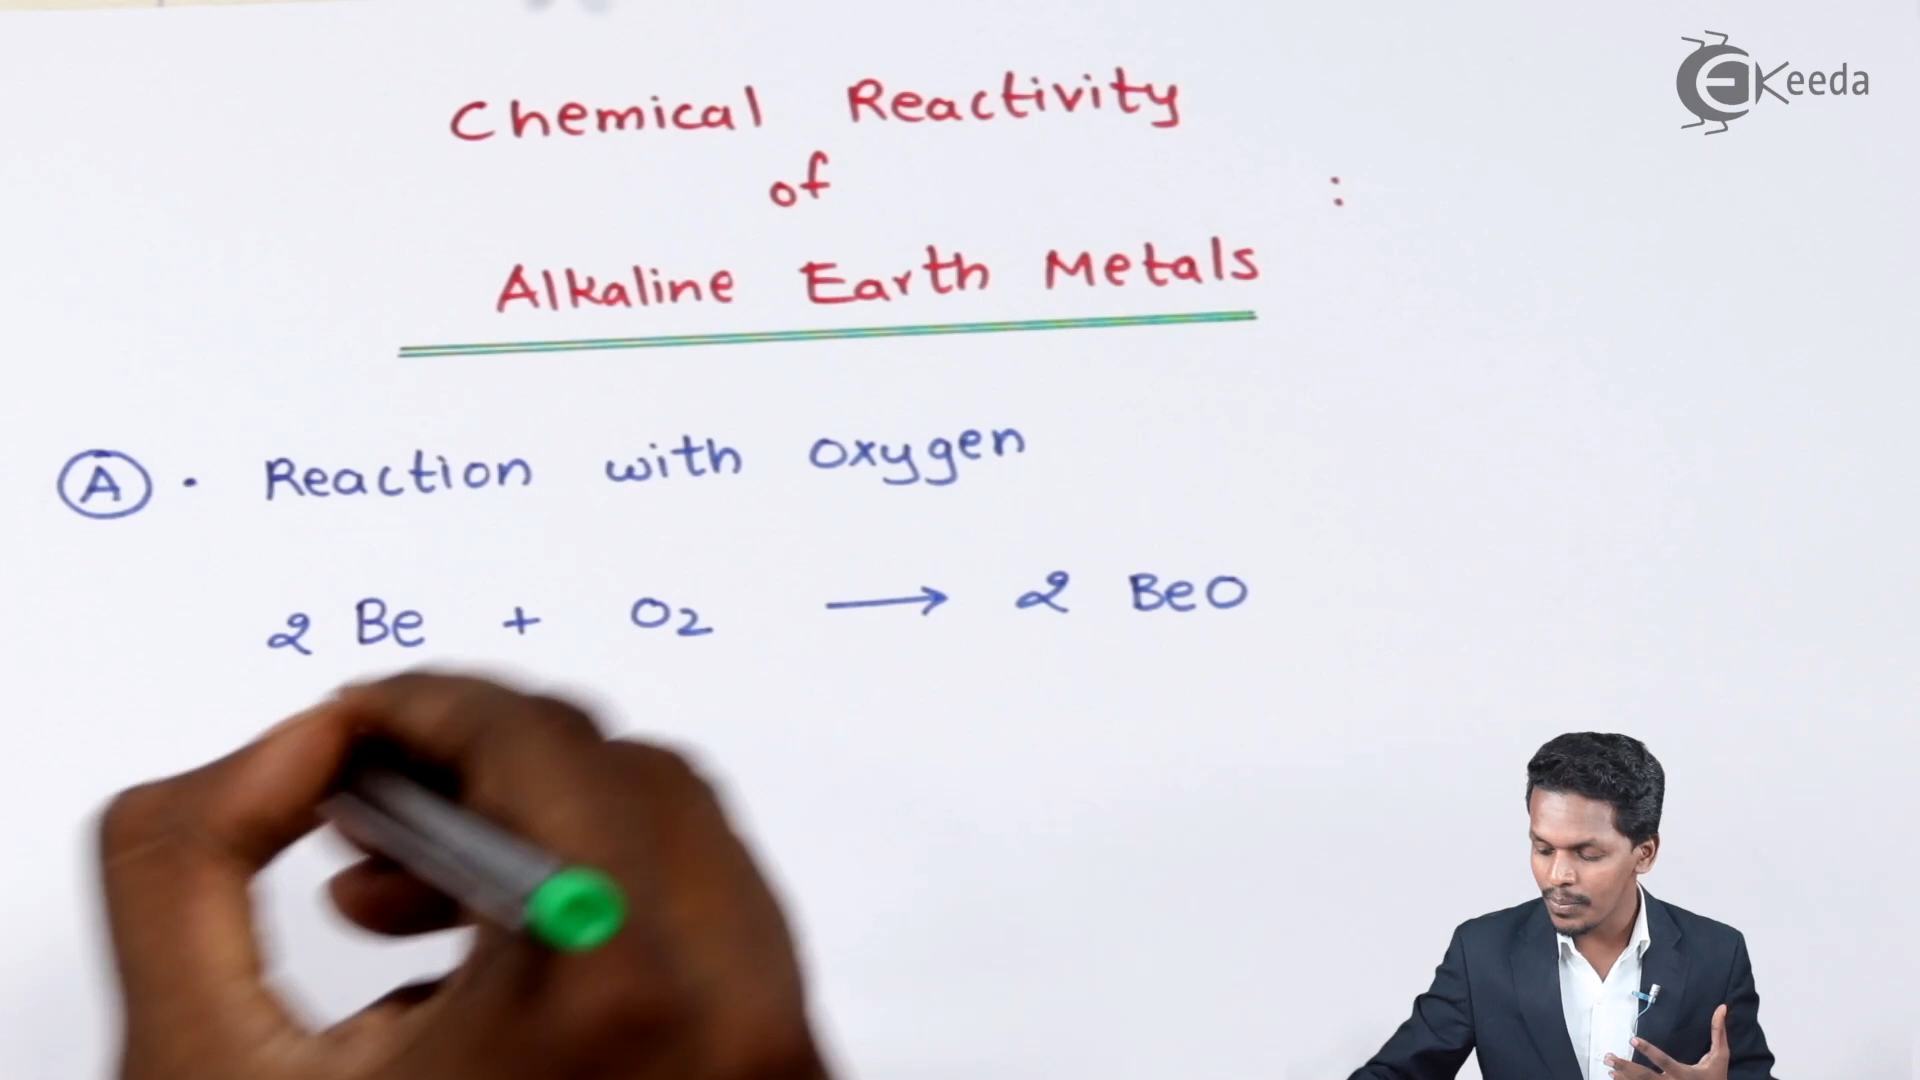 Chemical Reactivity
of :
Alkaline Earth Metals
A . Reaction with oxygen
2 Be + O2 → 2 BeO
EKeeda